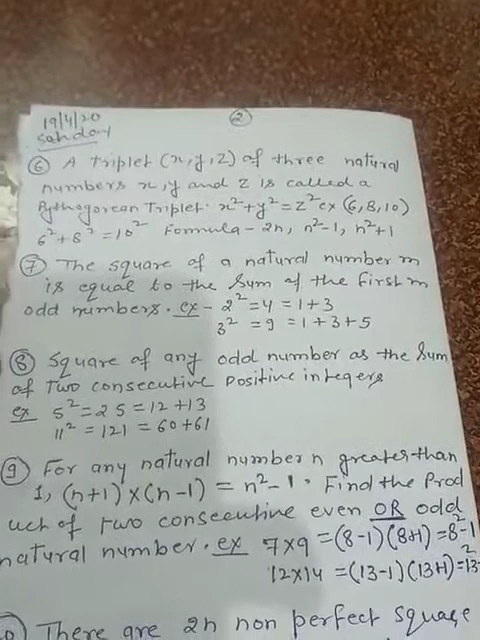 ②
19/4/20
sanday
⑥ A triplet (x,y,z) of three natural
numbers x,y and z is called a
Pythogorean Triplet. x²+y²=z² ex (6,8,10)
6²+8²=10² Formula - 2n, n²-1, n²+1
⑦ The square of a natural number m
is equal to the Sum of the first m
odd numbers. ex - 2²=4=1+3
3²=9=1+3+5
⑧ Square of any odd number as the Sum
of Two consecutive positive integers
ex 5²=25=12+13
11²=121=60+61
⑨ For any natural number n greater than
1, (n+1)×(n-1)=n²-1. Find the Prod
uct of two consecutive even OR odd
natural number. ex 7×9=(8-1)(8+1)=8²-1
12×14=(13-1)(13+1)=13²
There are 2n non perfect square